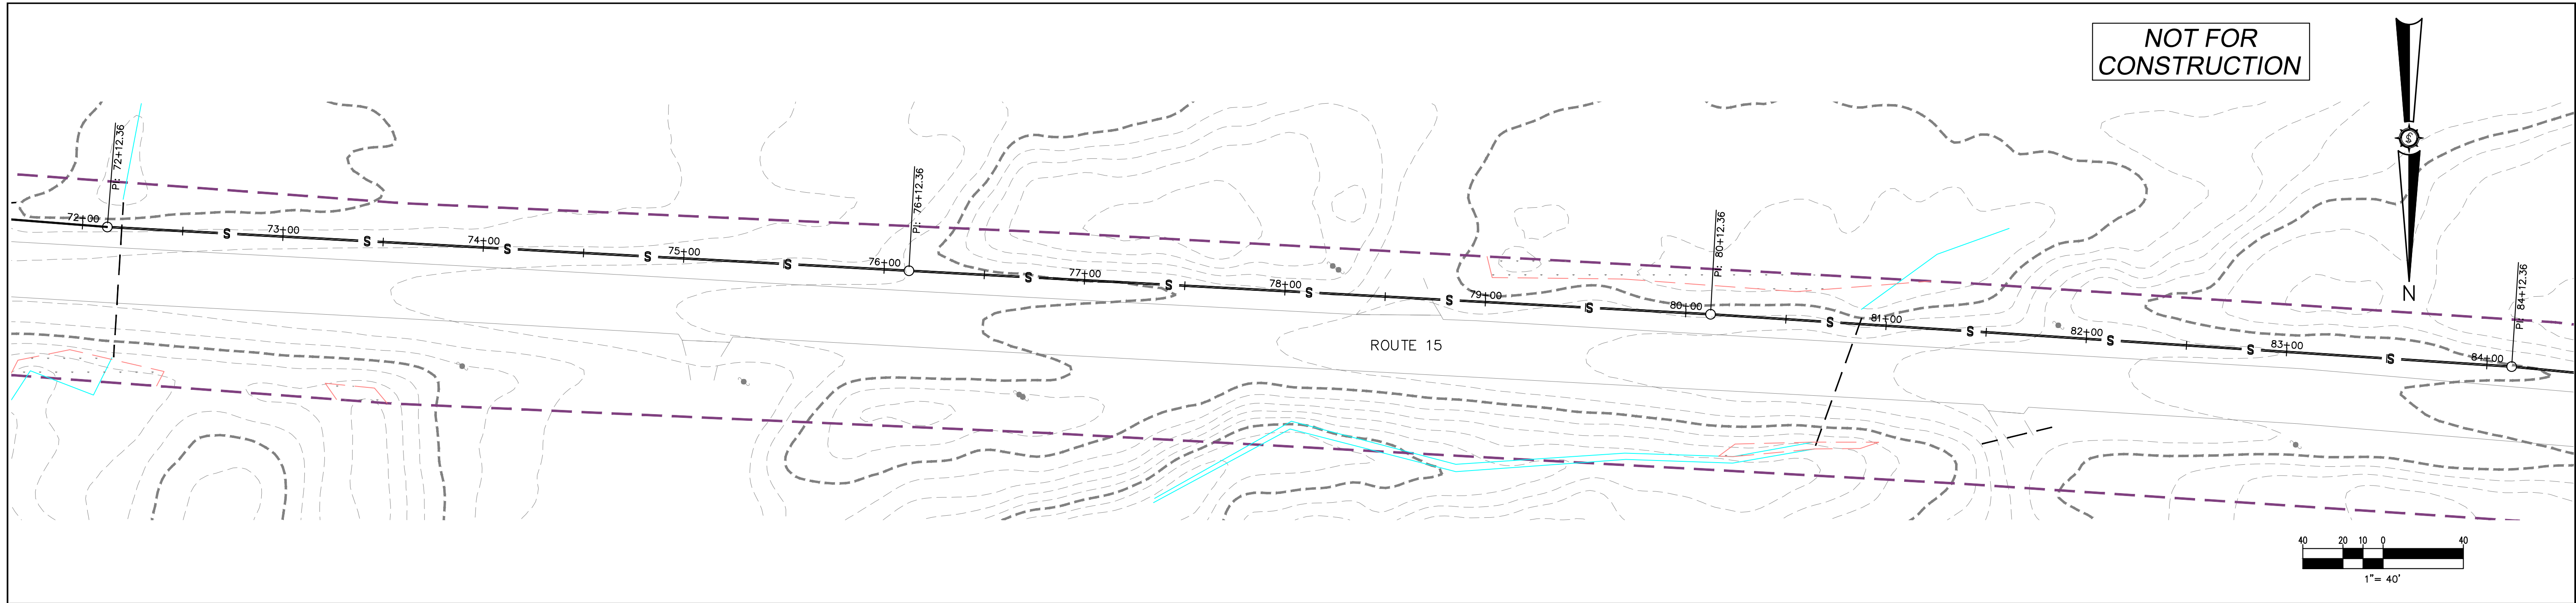 NOT FOR
CONSTRUCTION
PI: 72+12.36
PI: 76+12.36
PI: 80+12.36
PI: 84+12.36
72+00
S
73+00
S
74+00
S
S
75+00
S
76+00
S
77+00
S
78+00
S
S
79+00
S
80+00
S
81+00
S
82+00
S
S
83+00
S
84+00
ROUTE 15
N
40 20 10 0 40
1"= 40'